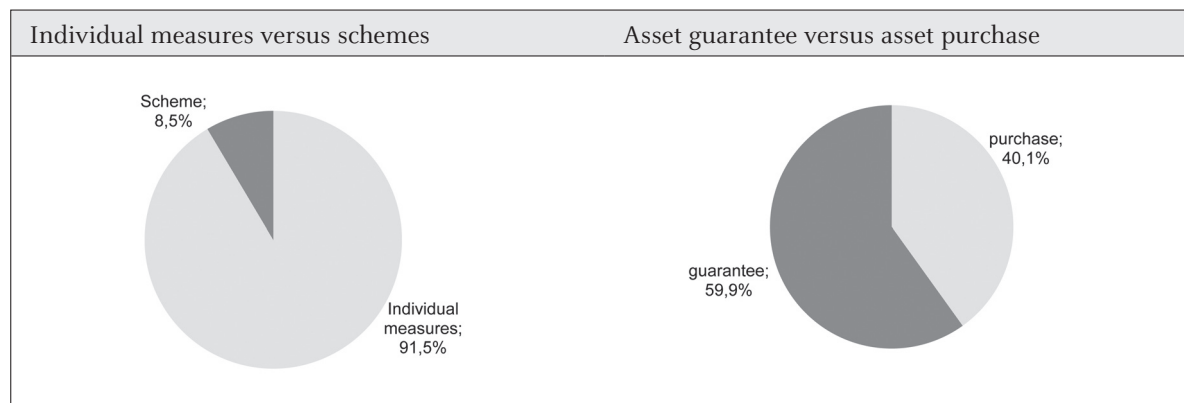 Individual measures versus schemes
Asset guarantee versus asset purchase
Scheme;
8,5%
Individual
measures;
91,5%
purchase;
40,1%
guarantee;
59,9%